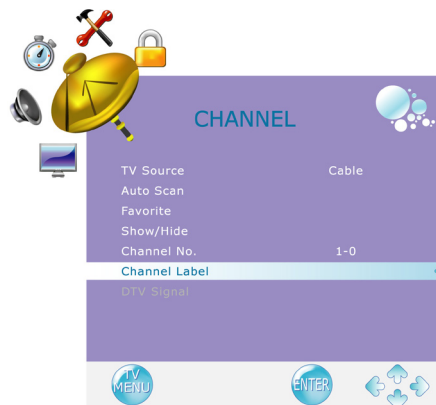 CHANNEL
TV Source Cable
Auto Scan
Favorite
Show/Hide
Channel No. 1-0
Channel Label
DTV Signal
TV
MENU ENTER